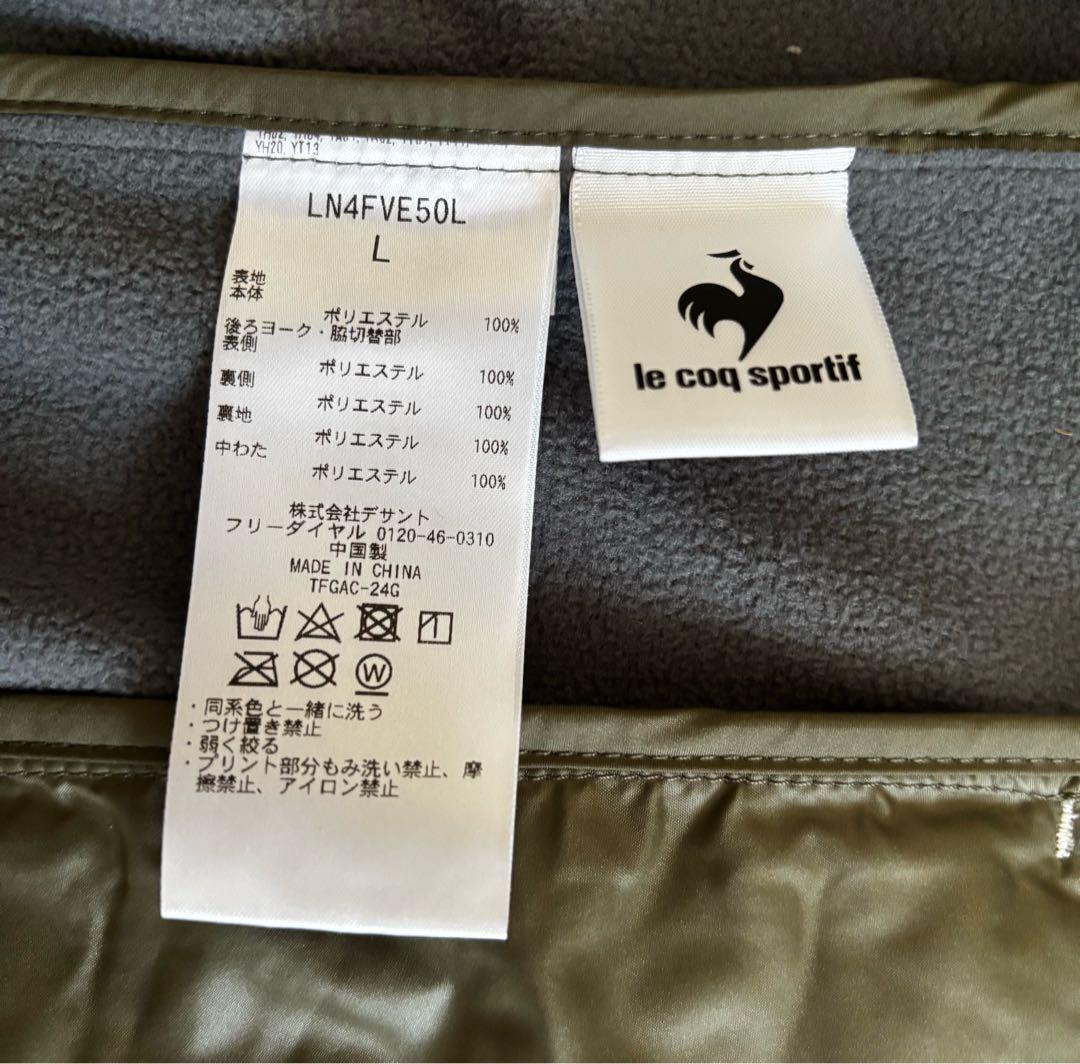 YH20, YT13
LN4FVE50L
L
表地
本体
ポリエステル 100%
後ろヨーク・脇切替部
表側
ポリエステル 100%
裏側
ポリエステル 100%
裏地
ポリエステル 100%
中わた
ポリエステル 100%
株式会社デサント
フリーダイヤル 0120-46-0310
中国製
MADE IN CHINA
TFGAC-24G
W
・同系色と一緒に洗う
・つけ置き禁止
・弱く絞る
・プリント部分もみ洗い禁止、摩
擦禁止、アイロン禁止
le coq sportif